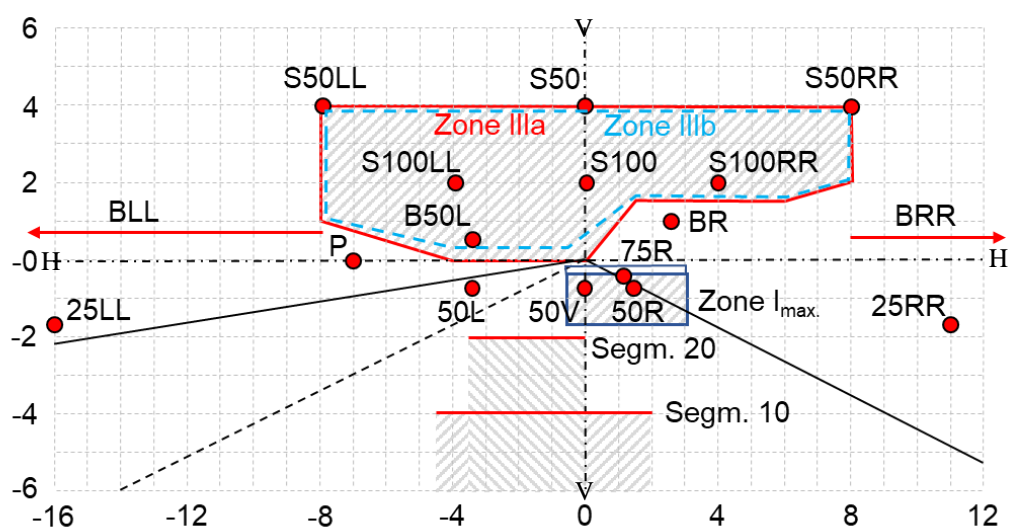 6
V
S50LL
S50
S50RR
4
Zone IIIa
Zone IIIb
S100LL
S100
S100RR
2
BLL
B50L
BR
BRR
P
75R
-0
H
H
25LL
50L
50V
50R
Zone Imax.
25RR
-2
Segm. 20
-4
Segm. 10
-6
V
-16
-12
-8
-4
0
4
8
12